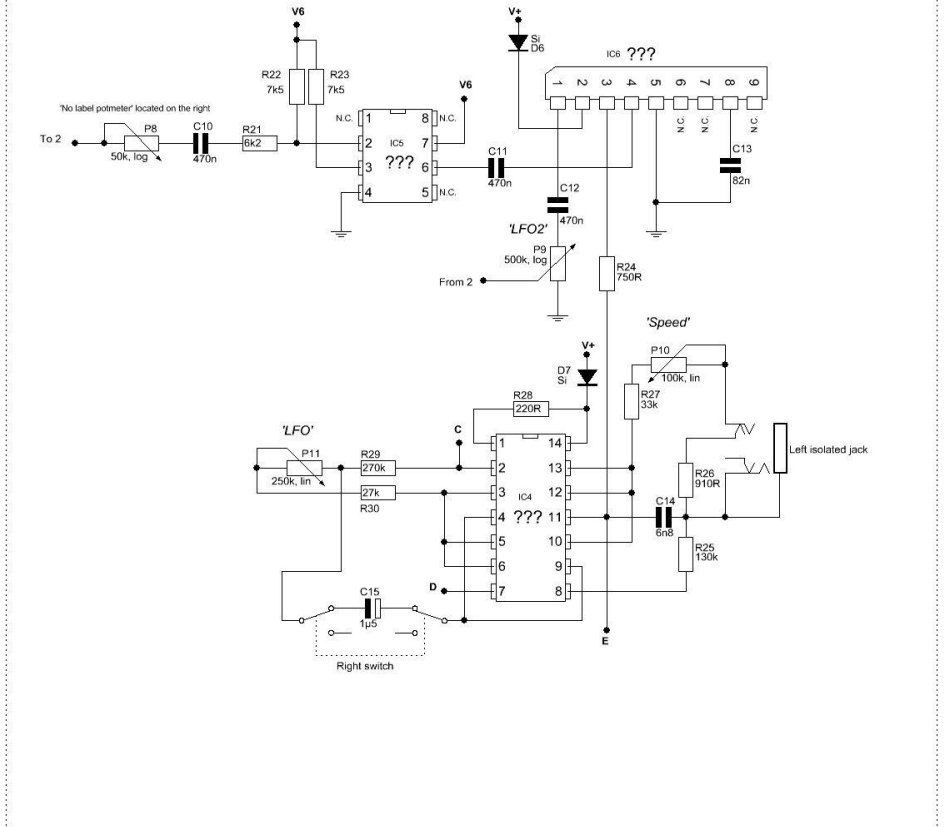 V6
V+
Si
D6
IC6 ???
R22
7k5
R23
7k5
V6
1 2 3 4 5 6 7 8 9
N.C.
N.C.
N.C.
'No label potmeter' located on the right
To 2
P8
50k, log
C10
470n
R21
6k2
N.C. 1
8 N.C.
2
7
3
6
4
5 N.C.
IC5
???
C11
470n
C13
82n
C12
470n
'LFO2'
P9
500k, log
From 2
R24
750R
'Speed'
P10
100k, lin
V+
D7
Si
R27
33k
R28
220R
C
'LFO'
P11
250k, lin
R29
270k
27k
R30
1
14
2
13
3
12
4
11
5
10
6
9
7
8
IC4
???
Left isolated jack
R26
910R
C14
6n8
R25
130k
D
C15
1µ5
E
Right switch